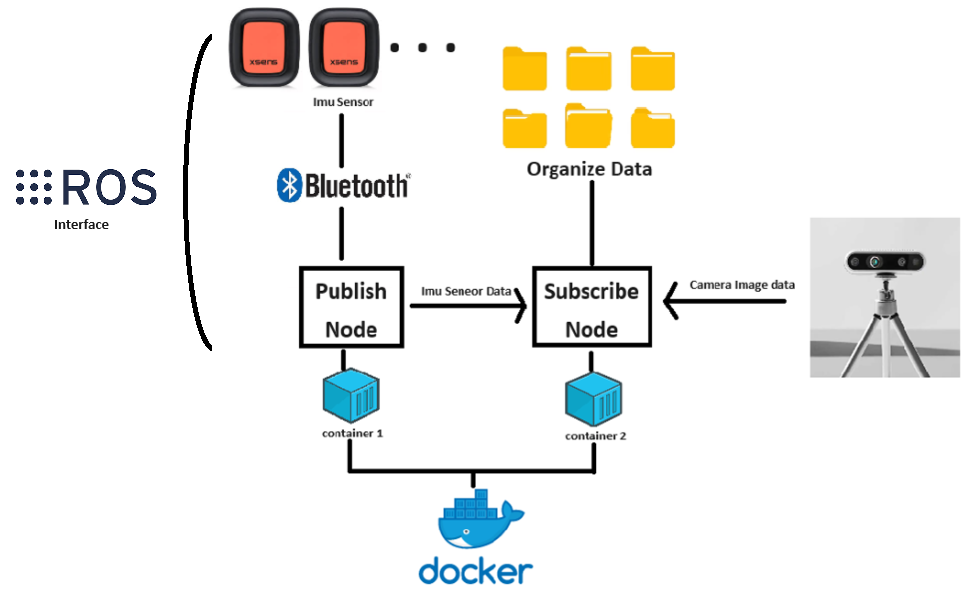 xsens
xsens
Imu Sensor
Organize Data
Bluetooth
ROS
Interface
Publish
Node
Imu Seneor Data
Subscribe
Node
Camera Image data
container 1
container 2
docker